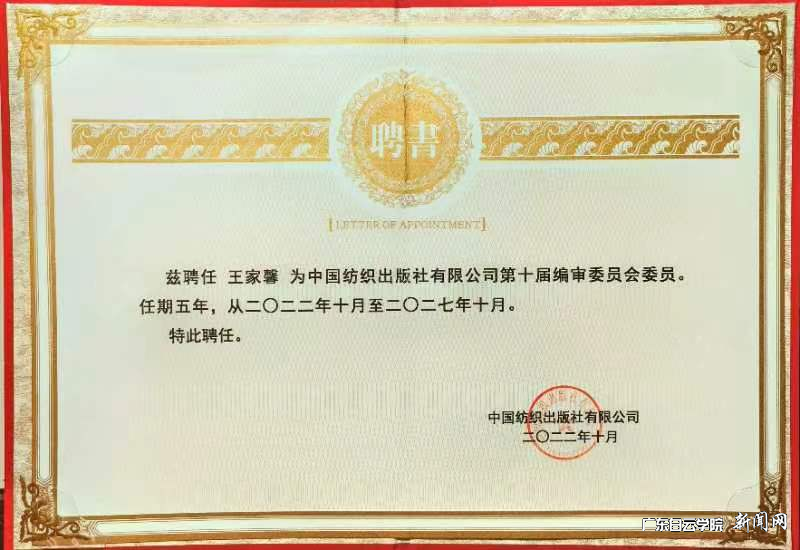 聘書
[LETTER OF APPOINTMENT]
兹聘任 王家馨 为中国纺织出版社有限公司第十届编审委员会委员。
任期五年，从二〇二二年十月至二〇二七年十月。
特此聘任。
中国纺织出版社有限公司
二〇二二年十月
广东白云学院 新闻网